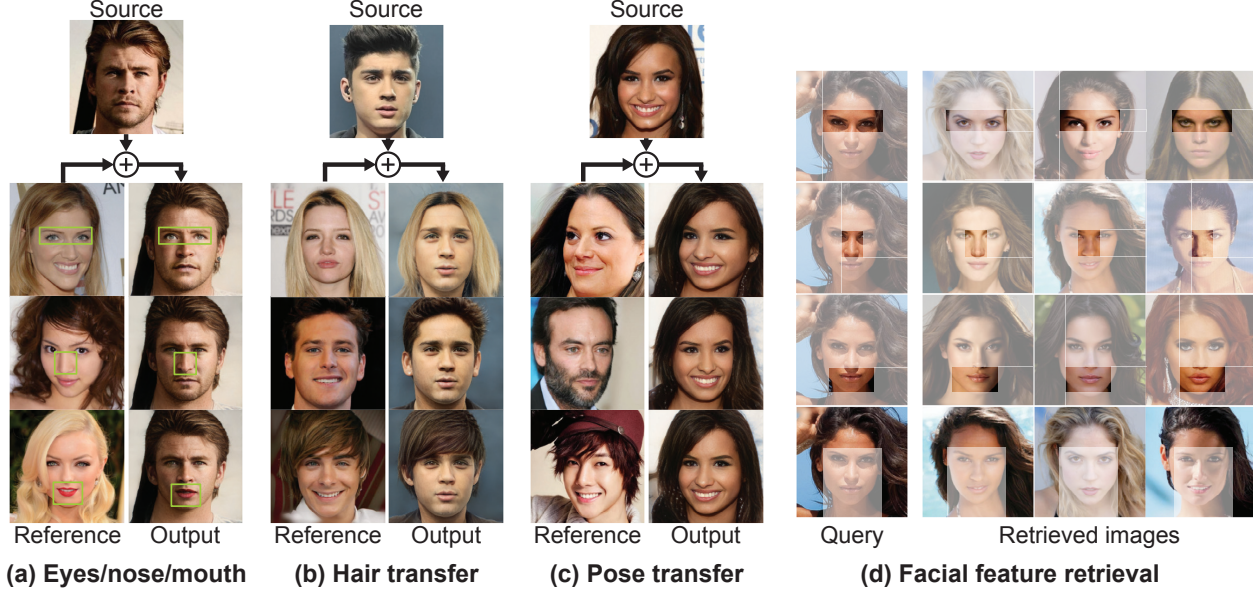 Source
Source
Source
Reference
Output
Reference
Output
Reference
Output
Query
Retrieved images
(a) Eyes/nose/mouth
(b) Hair transfer
(c) Pose transfer
(d) Facial feature retrieval